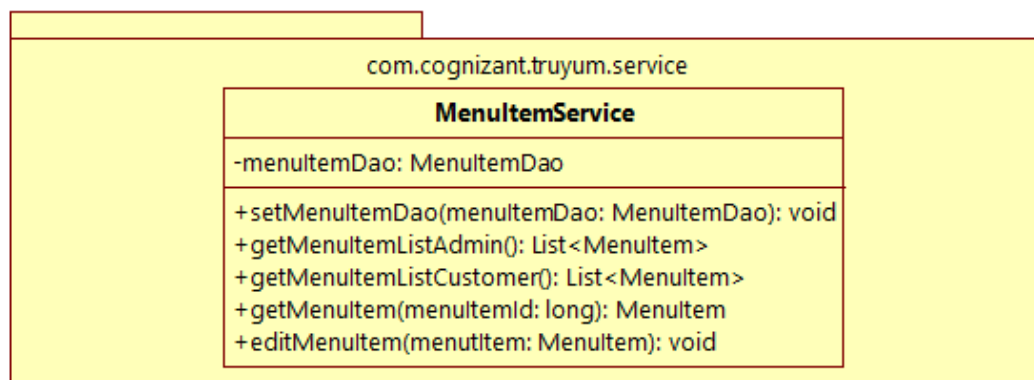 com.cognizant.truyum.service
MenuItemService
-menuItemDao: MenuItemDao
+setMenuItemDao(menuItemDao: MenuItemDao): void
+getMenuItemListAdmin(): List<MenuItem>
+getMenuItemListCustomer(): List<MenuItem>
+getMenuItem(menuItemId: long): MenuItem
+editMenuItem(menutItem: MenuItem): void